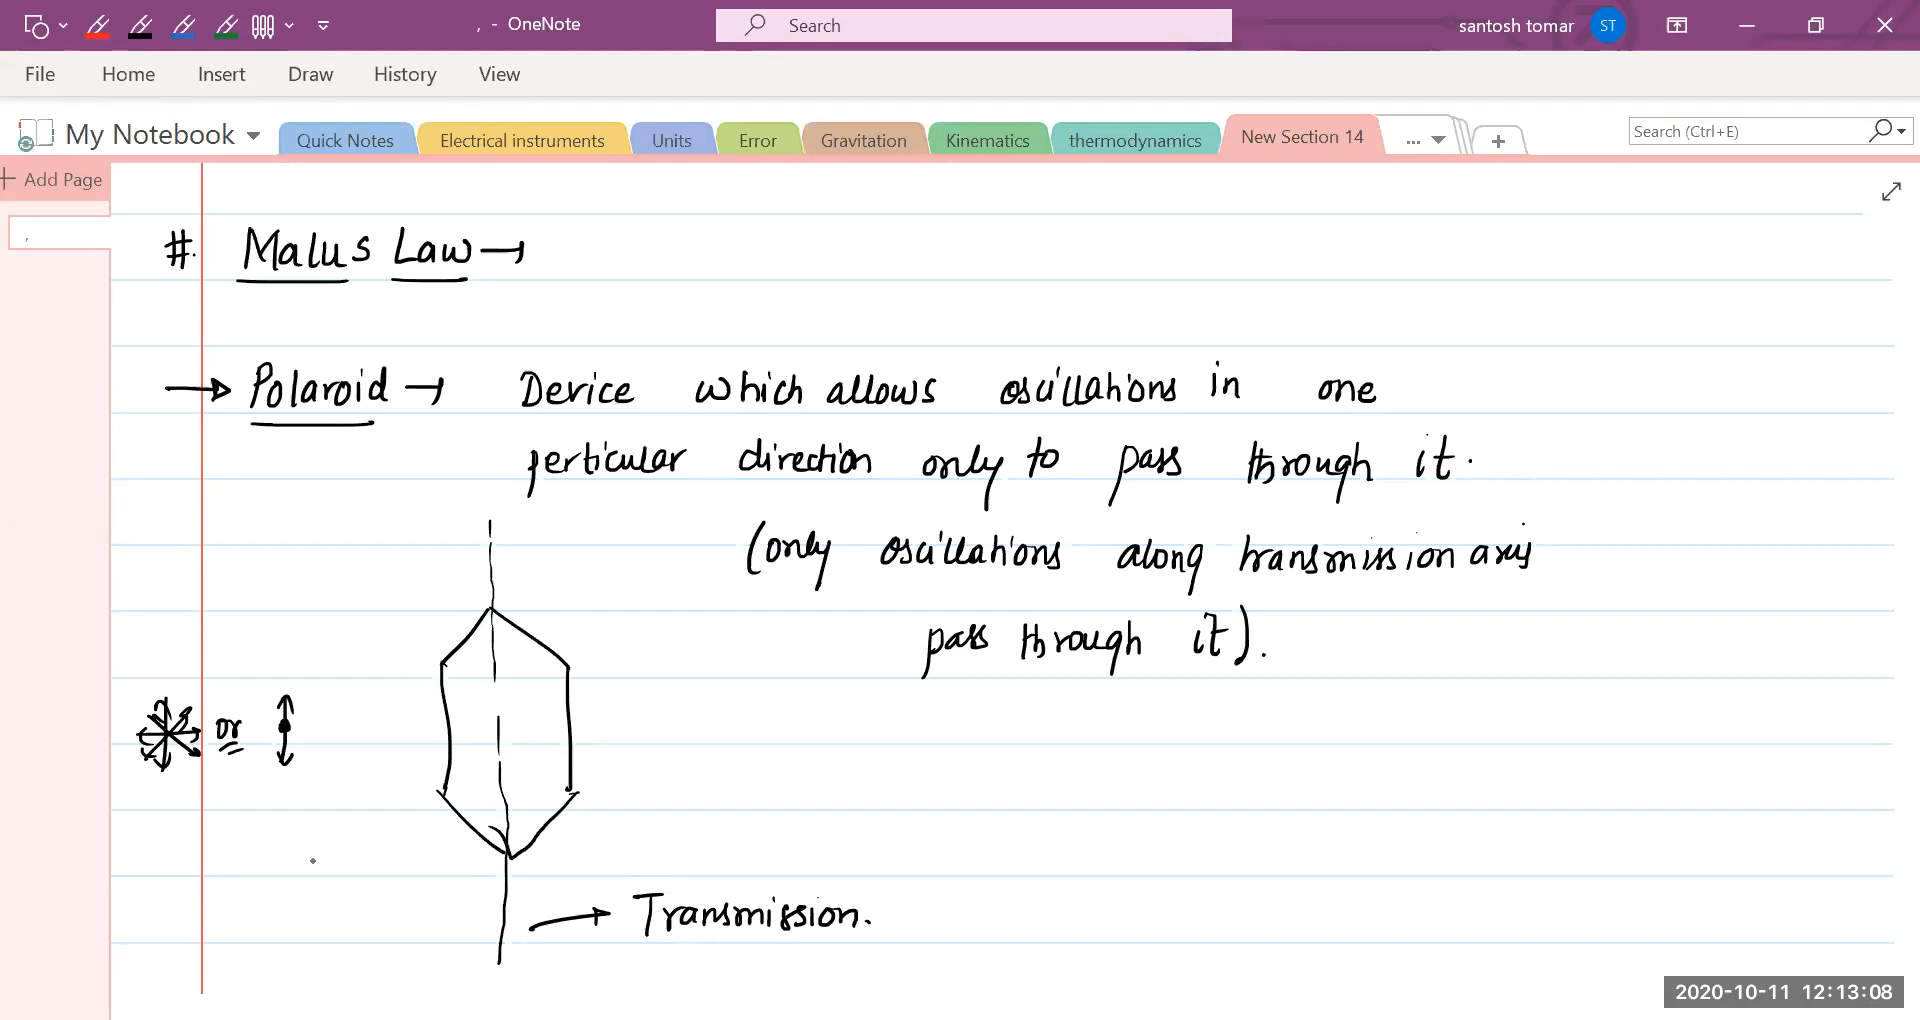 , - OneNote
Search
santosh tomar ST
File Home Insert Draw History View
My Notebook
Quick Notes Electrical instruments Units Error Gravitation Kinematics thermodynamics New Section 14 ... +
Search (Ctrl+E)
+ Add Page
,
#. Malus Law →
→ Polaroid → Device which allows oscillations in one
perticular direction only to pass through it.
(only oscillations along transmission axis
pass through it).
or
→ Transmission.
2020-10-11 12:13:08